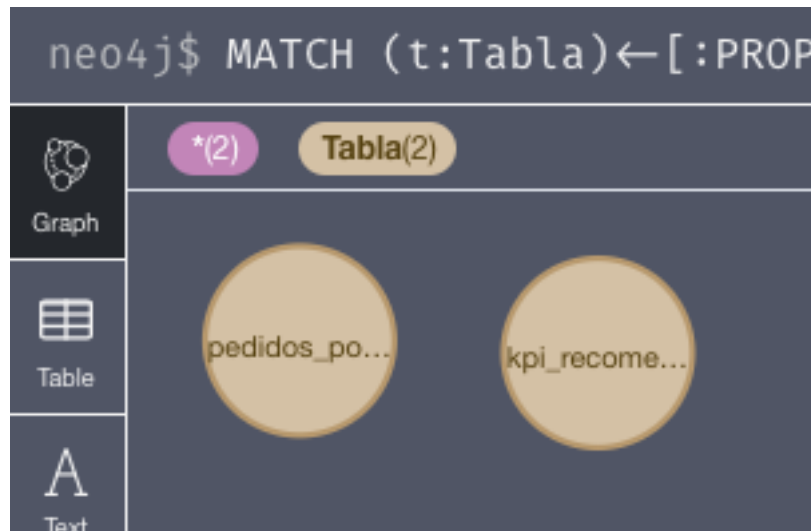 neo4j$ MATCH (t:Tabla)<-[:PROP
*(2) Tabla(2)
Graph
pedidos_po...
kpi_recome...
Table
A
Text